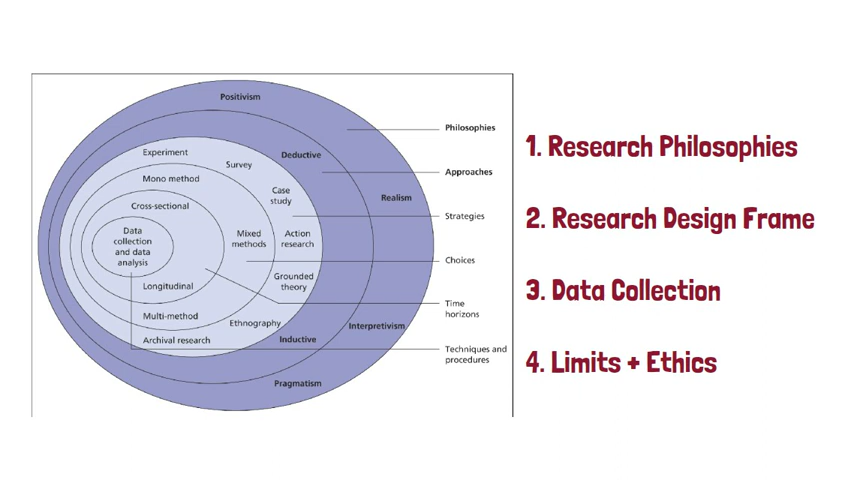 Positivism
Philosophies
Experiment
Survey
Deductive
Approaches
Mono method
Case
study
Realism
Cross-sectional
Strategies
Data
collection
and data
analysis
Mixed
methods
Action
research
Choices
Grounded
theory
Longitudinal
Time
horizons
Multi-method
Ethnography
Interpretivism
Archival research
Inductive
Techniques and
procedures
Pragmatism
1. Research Philosophies
2. Research Design Frame
3. Data Collection
4. Limits + Ethics